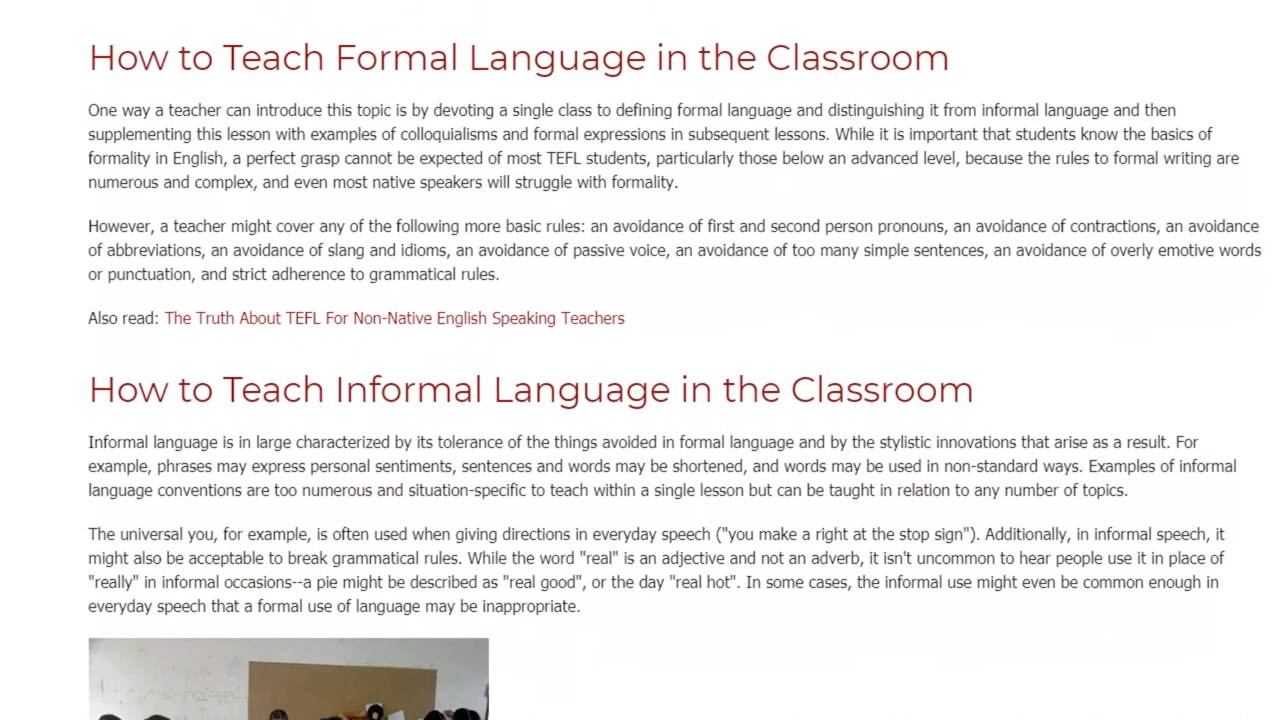 How to Teach Formal Language in the Classroom
One way a teacher can introduce this topic is by devoting a single class to defining formal language and distinguishing it from informal language and then
supplementing this lesson with examples of colloquialisms and formal expressions in subsequent lessons. While it is important that students know the basics of
formality in English, a perfect grasp cannot be expected of most TEFL students, particularly those below an advanced level, because the rules to formal writing are
numerous and complex, and even most native speakers will struggle with formality.
However, a teacher might cover any of the following more basic rules: an avoidance of first and second person pronouns, an avoidance of contractions, an avoidance
of abbreviations, an avoidance of slang and idioms, an avoidance of passive voice, an avoidance of too many simple sentences, an avoidance of overly emotive words
or punctuation, and strict adherence to grammatical rules.
Also read: The Truth About TEFL For Non-Native English Speaking Teachers
How to Teach Informal Language in the Classroom
Informal language is in large characterized by its tolerance of the things avoided in formal language and by the stylistic innovations that arise as a result. For
example, phrases may express personal sentiments, sentences and words may be shortened, and words may be used in non-standard ways. Examples of informal
language conventions are too numerous and situation-specific to teach within a single lesson but can be taught in relation to any number of topics.
The universal you, for example, is often used when giving directions in everyday speech ("you make a right at the stop sign"). Additionally, in informal speech, it
might also be acceptable to break grammatical rules. While the word "real" is an adjective and not an adverb, it isn't uncommon to hear people use it in place of
"really" in informal occasions--a pie might be described as "real good", or the day "real hot". In some cases, the informal use might even be common enough in
everyday speech that a formal use of language may be inappropriate.